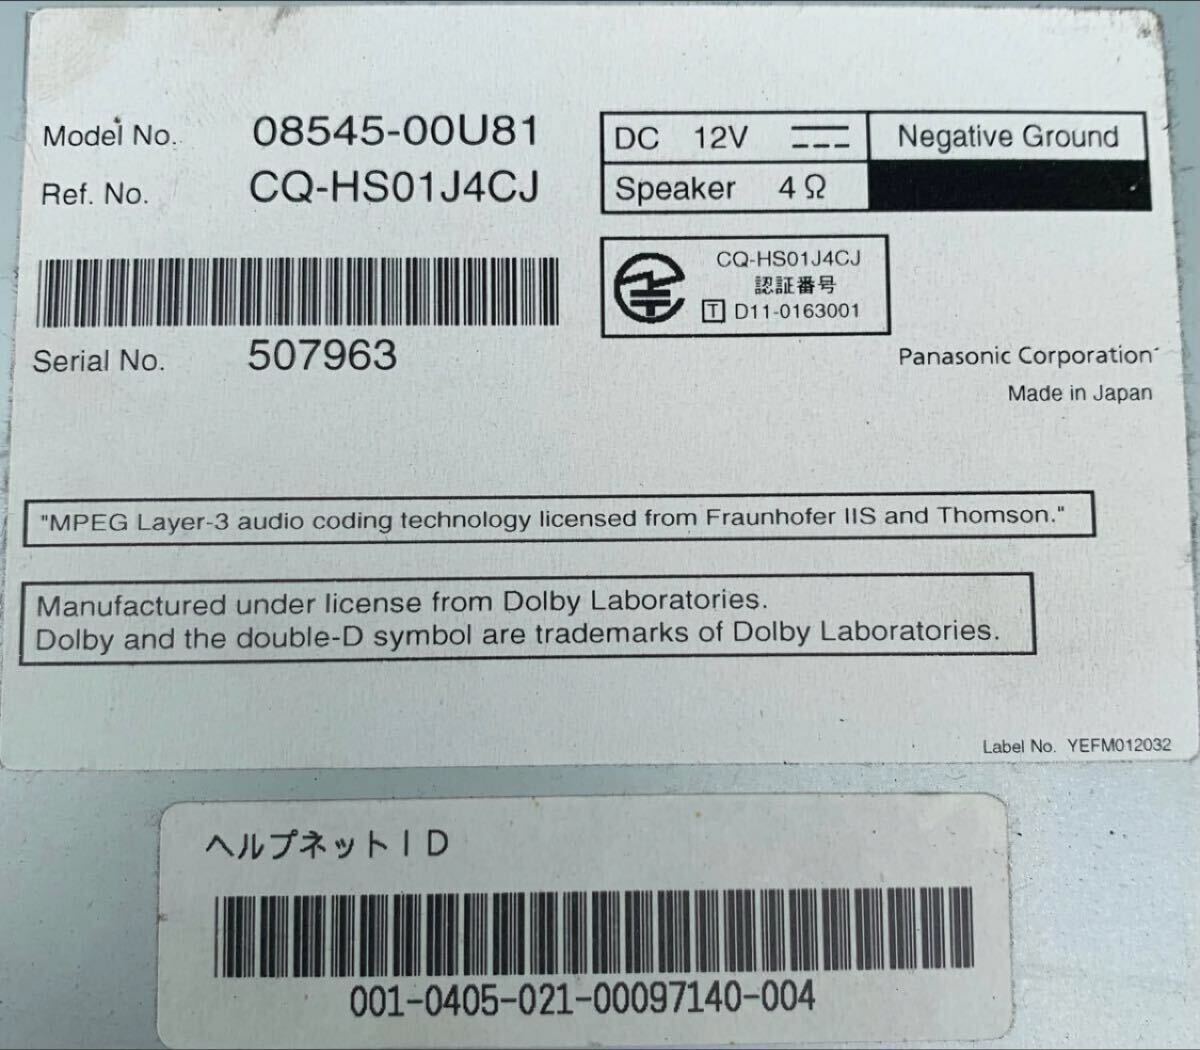 Model No. 08545-00U81
Ref. No. CQ-HS01J4CJ
Serial No. 507963
DC 12V Negative Ground
Speaker 4Ω
CQ-HS01J4CJ
認証番号
T D11-0163001
Panasonic Corporation
Made in Japan
"MPEG Layer-3 audio coding technology licensed from Fraunhofer IIS and Thomson."
Manufactured under license from Dolby Laboratories.
Dolby and the double-D symbol are trademarks of Dolby Laboratories.
Label No. YEFM012032
ヘルプネットID
001-0405-021-00097140-004